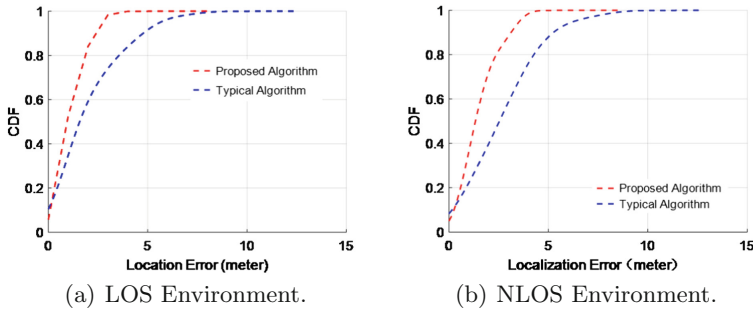 1
0.8
0.6
0.4
0.2
0
CDF
Proposed Algorithm
Typical Algorithm
0 5 10 15
Location Error (meter)
(a) LOS Environment.
1
0.8
0.6
0.4
0.2
0
CDF
Proposed Algorithm
Typical Algorithm
0 5 10 15
Localization Error（meter）
(b) NLOS Environment.